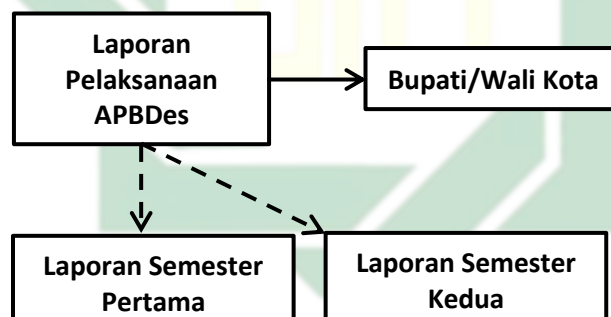 Laporan
Pelaksanaan
APBDes
Bupati/Wali Kota
Laporan Semester
Pertama
Laporan Semester
Kedua